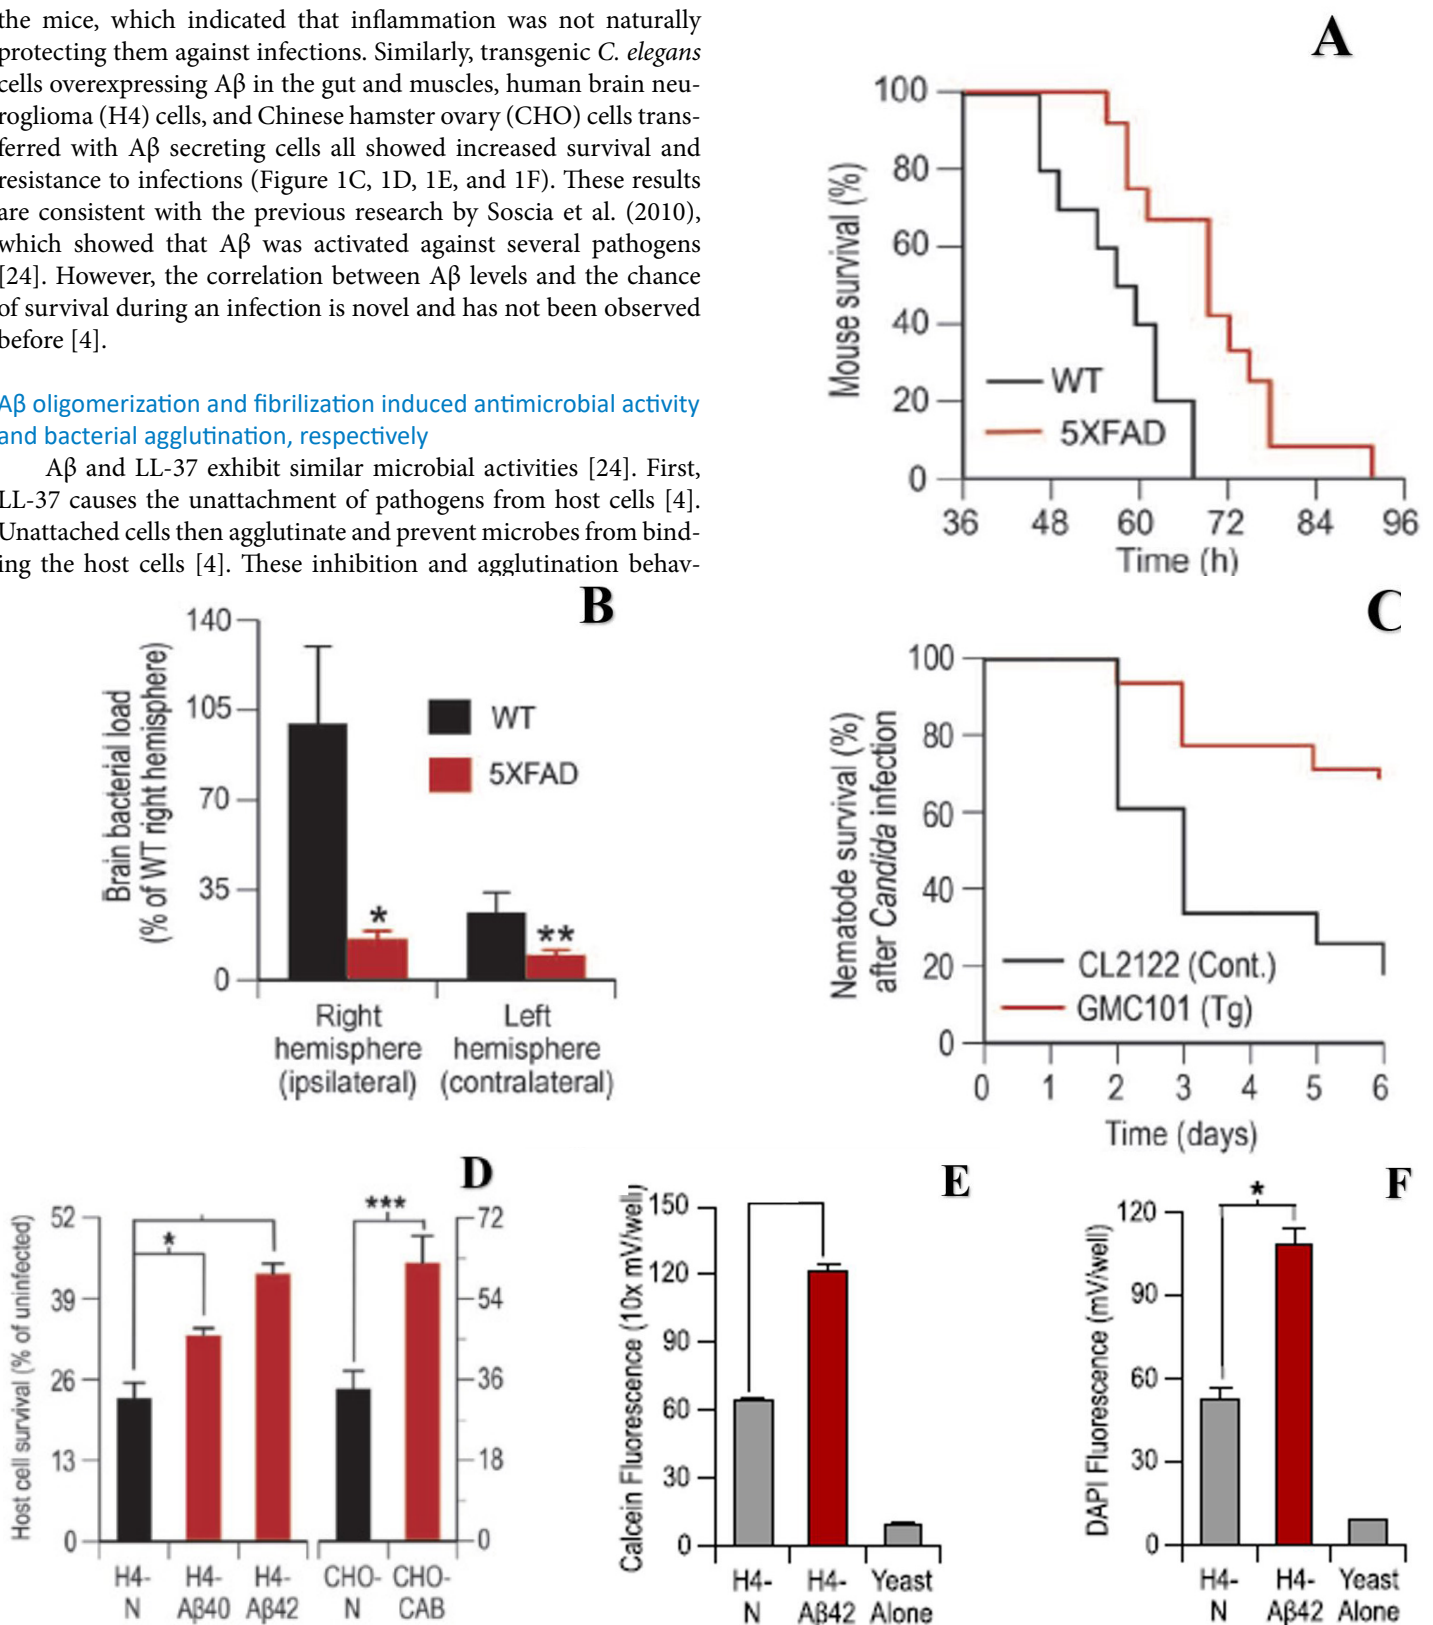 the mice, which indicated that inflammation was not naturally
protecting them against infections. Similarly, transgenic C. elegans
cells overexpressing Aβ in the gut and muscles, human brain neu-
roglioma (H4) cells, and Chinese hamster ovary (CHO) cells trans-
ferred with Aβ secreting cells all showed increased survival and
resistance to infections (Figure 1C, 1D, 1E, and 1F). These results
are consistent with the previous research by Soscia et al. (2010),
which showed that Aβ was activated against several pathogens
[24]. However, the correlation between Aβ levels and the chance
of survival during an infection is novel and has not been observed
before [4].
Aβ oligomerization and fibrilization induced antimicrobial activity
and bacterial agglutination, respectively
Aβ and LL-37 exhibit similar microbial activities [24]. First,
LL-37 causes the unattachment of pathogens from host cells [4].
Unattached cells then agglutinate and prevent microbes from bind-
ing the host cells [4]. These inhibition and agglutination behav-
A
Mouse survival (%)
100
80
60
40
20
0
WT
5XFAD
36 48 60 72 84 96
Time (h)
B
Brain bacterial load
(% of WT right hemisphere)
140
105
70
35
0
WT
5XFAD
*
**
Right
hemisphere
(ipsilateral)
Left
hemisphere
(contralateral)
C
Nematode survival (%)
after Candida infection
100
80
60
40
20
0
CL2122 (Cont.)
GMC101 (Tg)
0 1 2 3 4 5 6
Time (days)
D
Host cell survival (% of uninfected)
52
39
26
13
0
*
***
72
54
36
18
0
H4-
N
H4-
Aβ40
H4-
Aβ42
CHO-
N
CHO-
CAB
E
Calcein Fluorescence (10x mV/well)
150
120
90
60
30
0
H4-
N
H4-
Aβ42
Yeast
Alone
F
DAPI Fluorescence (mV/well)
120
90
60
30
0
*
H4-
N
H4-
Aβ42
Yeast
Alone